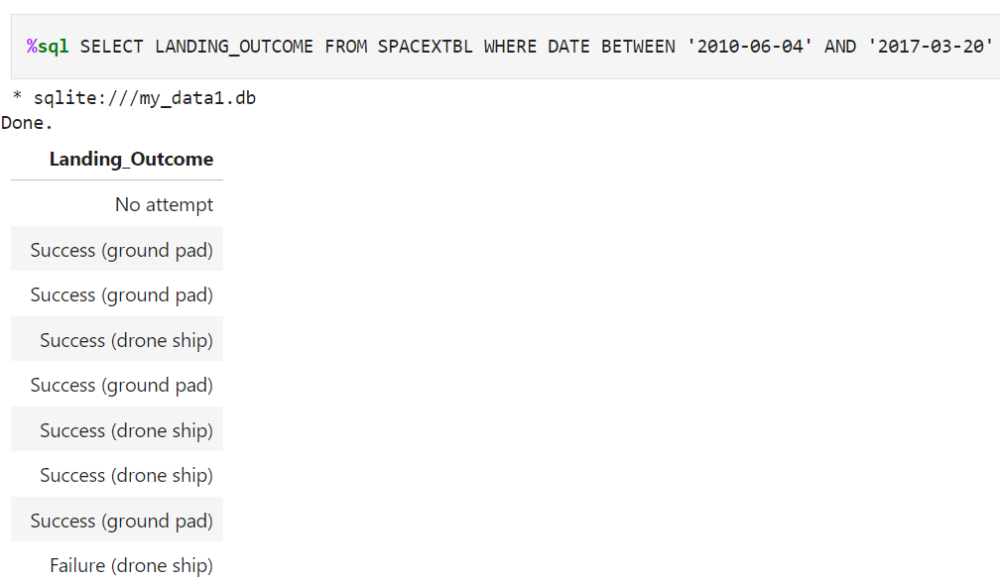 %sql SELECT LANDING_OUTCOME FROM SPACEXTBL WHERE DATE BETWEEN '2010-06-04' AND '2017-03-20'
* sqlite:///my_data1.db
Done.
Landing_Outcome
No attempt
Success (ground pad)
Success (ground pad)
Success (drone ship)
Success (ground pad)
Success (drone ship)
Success (drone ship)
Success (ground pad)
Failure (drone ship)